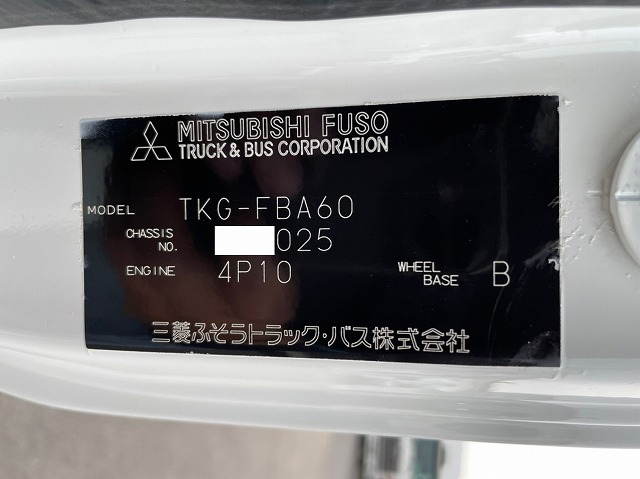 MITSUBISHI FUSO
TRUCK & BUS CORPORATION
MODEL TKG-FBA60
CHASSIS NO. 025
ENGINE 4P10 WHEEL BASE B
三菱ふそうトラック・バス株式会社